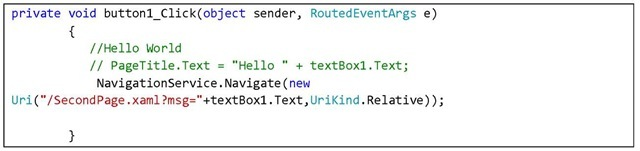 private void button1_Click(object sender, RoutedEventArgs e)
{
//Hello World
// PageTitle.Text = "Hello " + textBox1.Text;
NavigationService.Navigate(new
Uri("/SecondPage.xaml?msg="+textBox1.Text,UriKind.Relative));
}